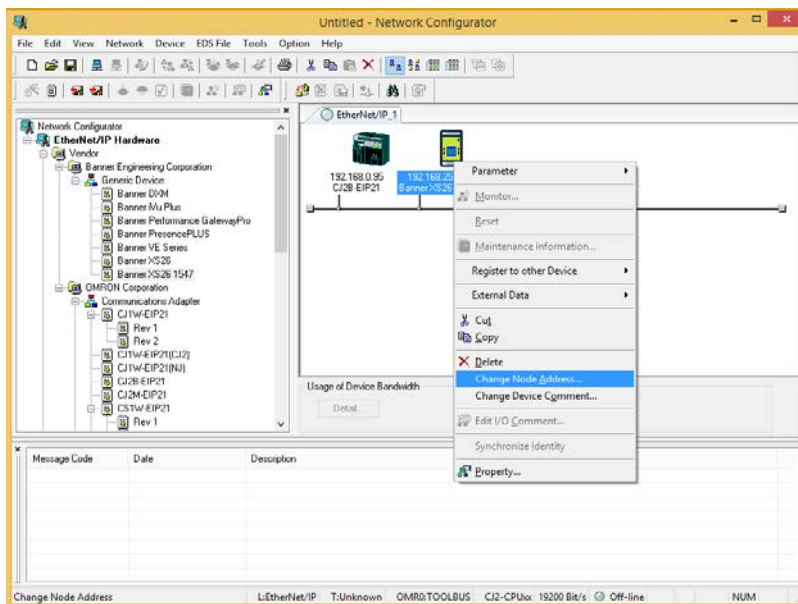 Untitled - Network Configurator
File Edit View Network Device EDS File Tools Option Help
EtherNet/IP_1
Network Configurator
EtherNet/IP Hardware
Vendor
Banner Engineering Corporation
Generic Device
Banner DXM
Banner Mu Plus
Banner Performance GatewayPro
Banner PresencePLUS
Banner VE Series
Banner XS26
Banner XS26 1547
OMRON Corporation
Communications Adapter
CJ1W-EIP21
Rev 1
Rev 2
CJ1W-EIP21(CJ2)
CJ1W-EIP21(NJ)
CJ2B-EIP21
CJ2M-EIP21
CS1W-EIP21
Rev 1
192.168.0.95
CJ2B-EIP21
192.168.25
Banner XS26
Parameter
Monitor...
Reset
Maintenance Information...
Register to other Device
External Data
Cut
Copy
Delete
Change Node Address...
Change Device Comment...
Edit I/O Comment...
Synchronize Identity
Property...
Usage of Device Bandwidth
Detail...
Message Code Date Description
Change Node Address L:EtherNet/IP T:Unknown OMR0:TOOLBUS CJ2-CPUxx 19200 Bit/s Off-line NUM